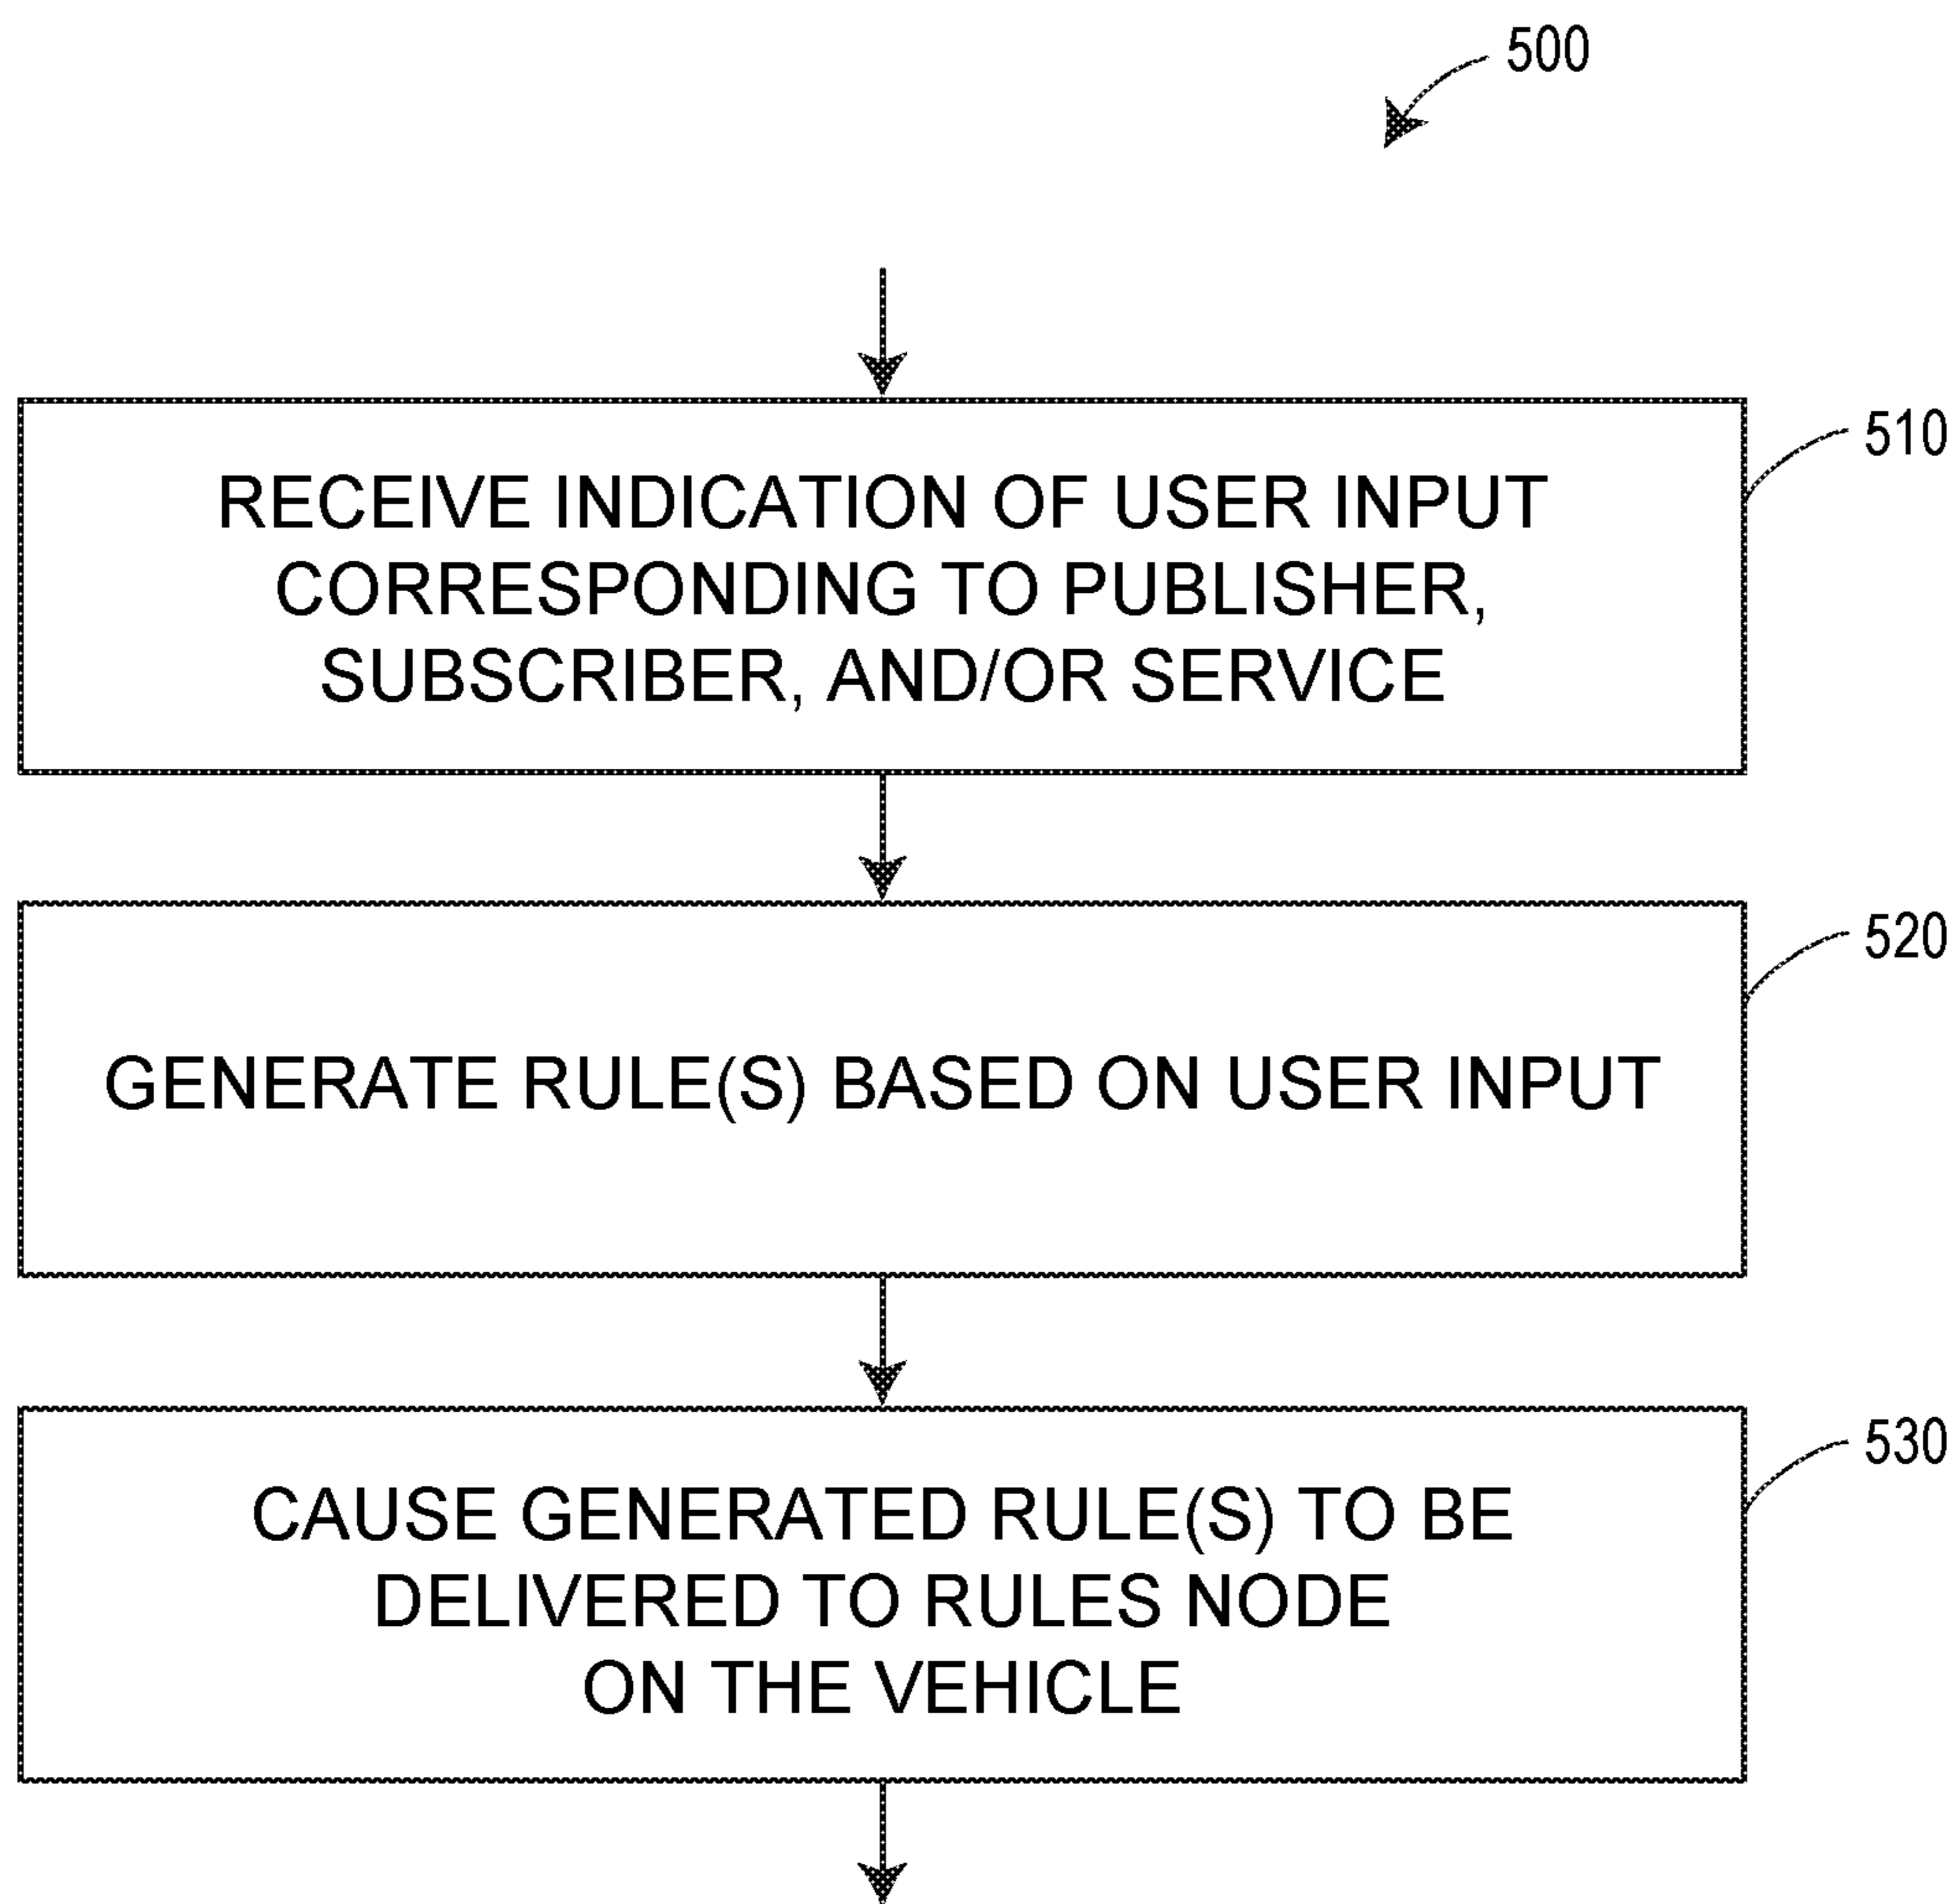 500
RECEIVE INDICATION OF USER INPUT
CORRESPONDING TO PUBLISHER,
SUBSCRIBER, AND/OR SERVICE
510
GENERATE RULE(S) BASED ON USER INPUT
520
CAUSE GENERATED RULE(S) TO BE
DELIVERED TO RULES NODE
ON THE VEHICLE
530